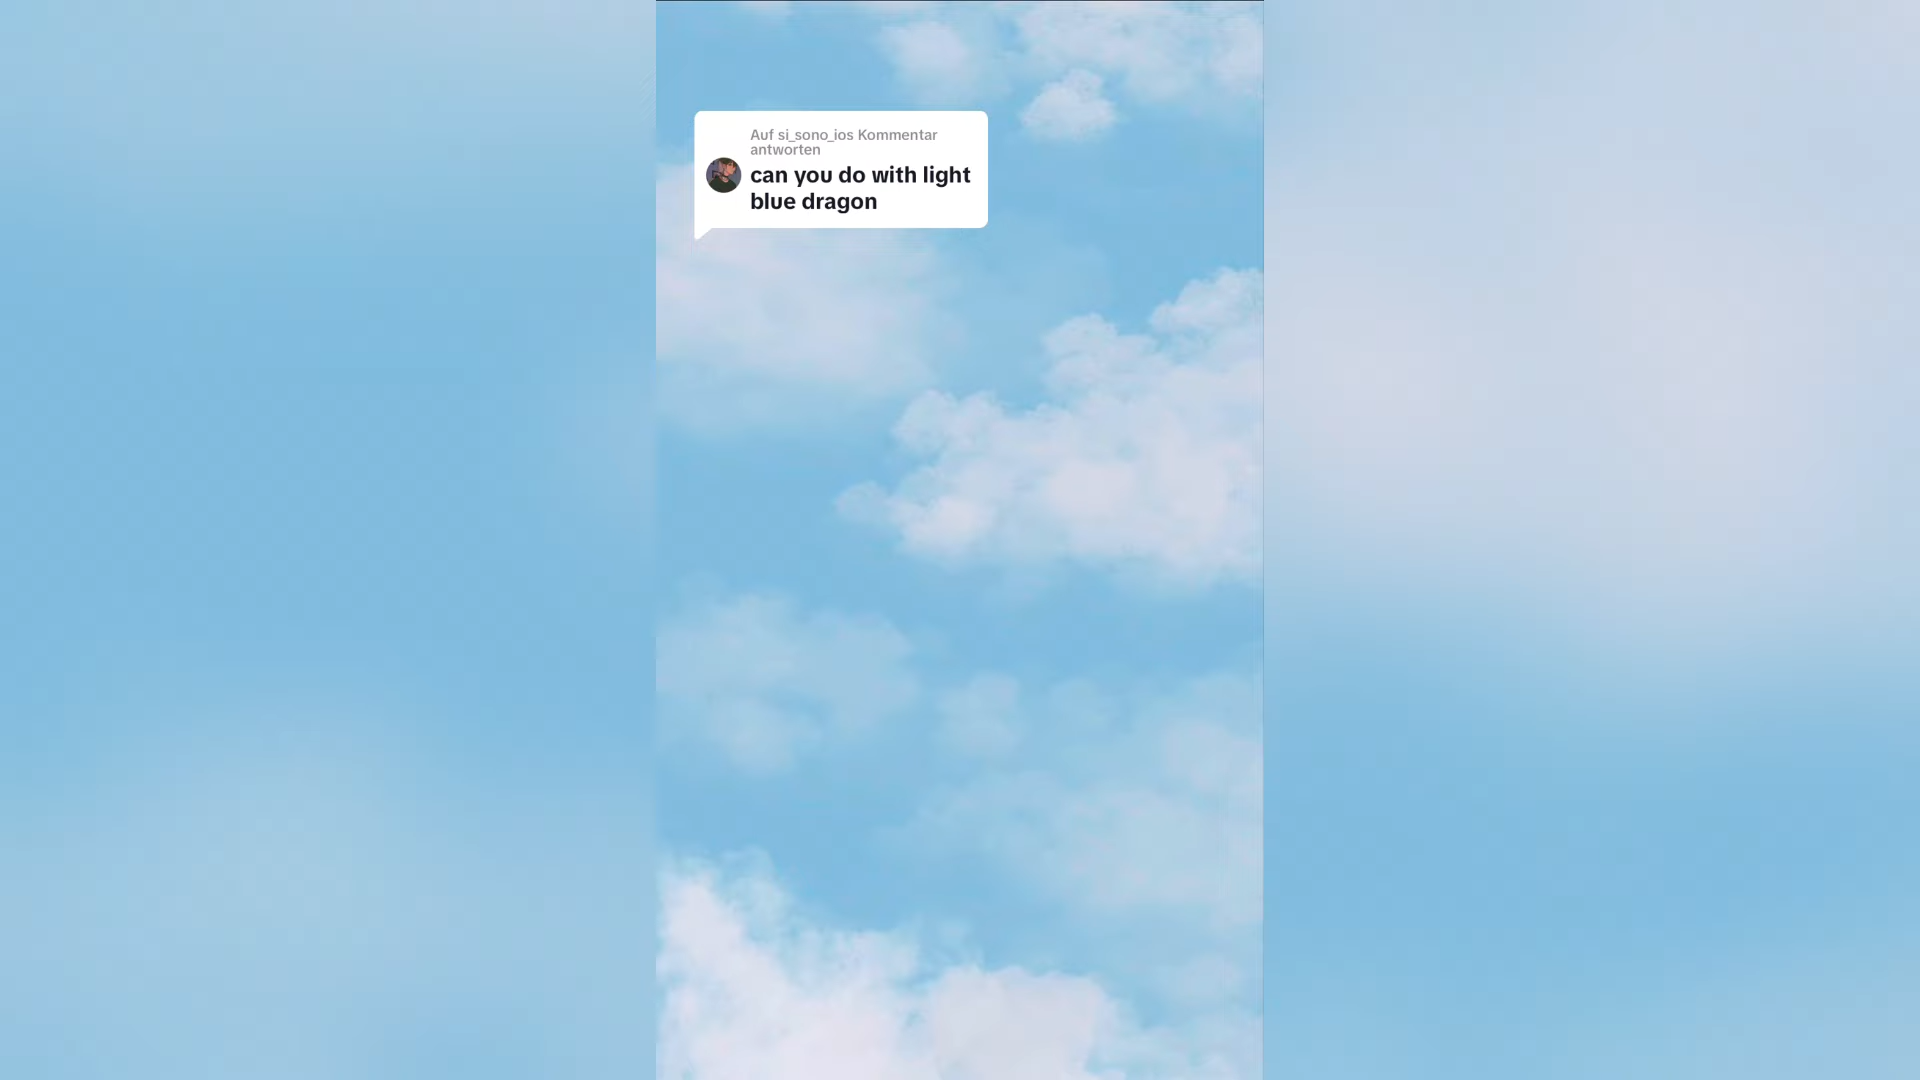 Auf si_sono_ios Kommentar
antworten
can you do with light
blue dragon